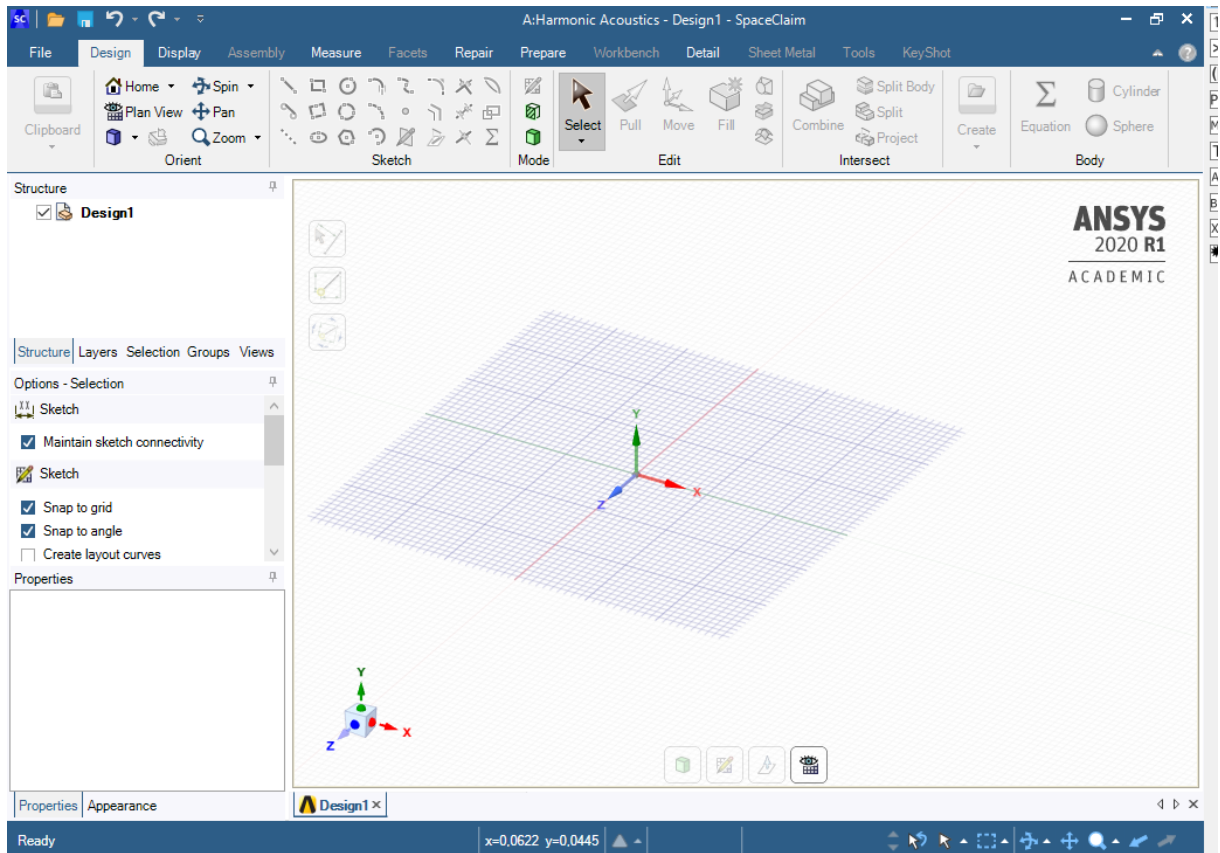 SC
A:Harmonic Acoustics - Design1 - SpaceClaim
File Design Display Assembly Measure Facets Repair Prepare Workbench Detail Sheet Metal Tools KeyShot
Clipboard
Home Spin
Plan View Pan
Zoom
Orient
Sketch
Mode
Select Pull Move Fill
Edit
Combine
Split Body
Split
Project
Intersect
Create
Equation
Cylinder
Sphere
Body
Structure
Design1
Structure Layers Selection Groups Views
Options - Selection
Sketch
Maintain sketch connectivity
Sketch
Snap to grid
Snap to angle
Create layout curves
Properties
Properties Appearance
ANSYS
2020 R1
ACADEMIC
Y
X
Z
Y
X
Z
Design1
Ready
x=0,0622 y=0,0445